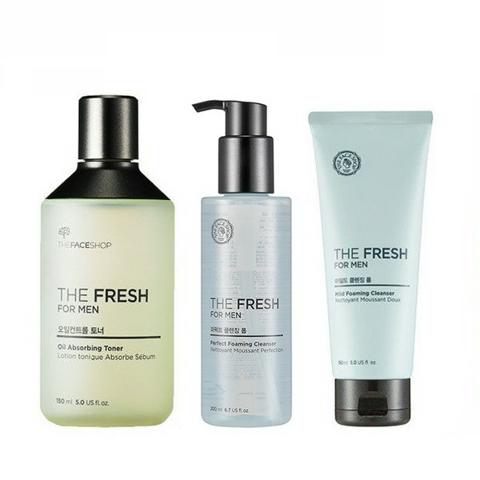 THEFACESHOP
THE FRESH
FOR MEN
오일컨트롤 토너
Oil Absorbing Toner
Lotion tonique Absorbe Sébum
150 ml 5.0 US fl. oz.
THE FRESH
FOR MEN
퍼펙트 클렌징 폼
Perfect Foaming Cleanser
Nettoyant Moussant Perfection
200 ml 6.7 US fl. oz.
THE FRESH
FOR MEN
마일드 클렌징 폼
Mild Foaming Cleanser
Nettoyant Moussant Doux
150 ml 5.0 US fl. oz.